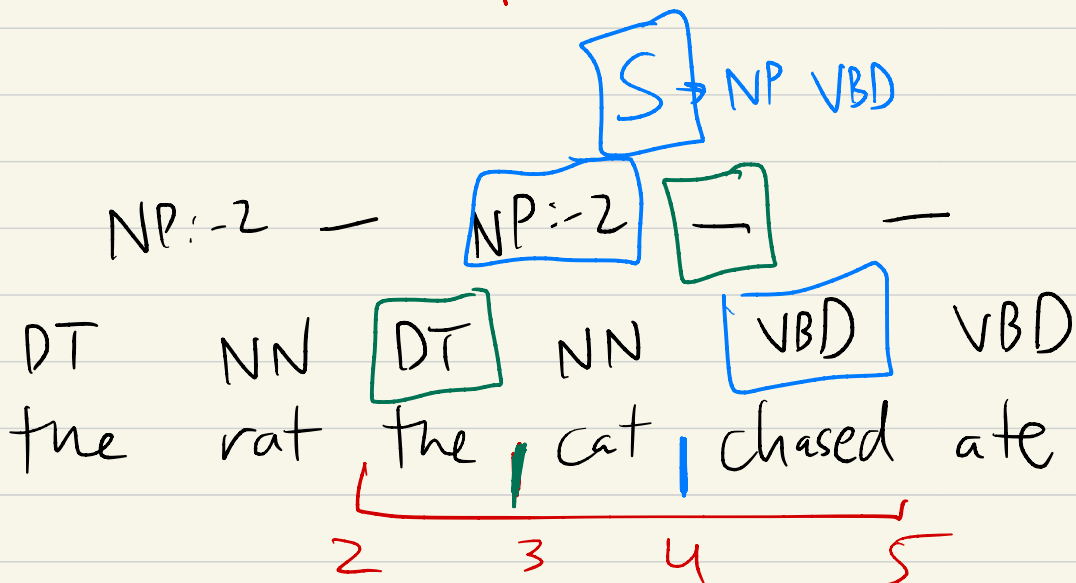 S → NP VBD
NP:-2 — NP:-2 — —
DT NN DT NN VBD VBD
the rat the cat chased ate
2 3 4 5